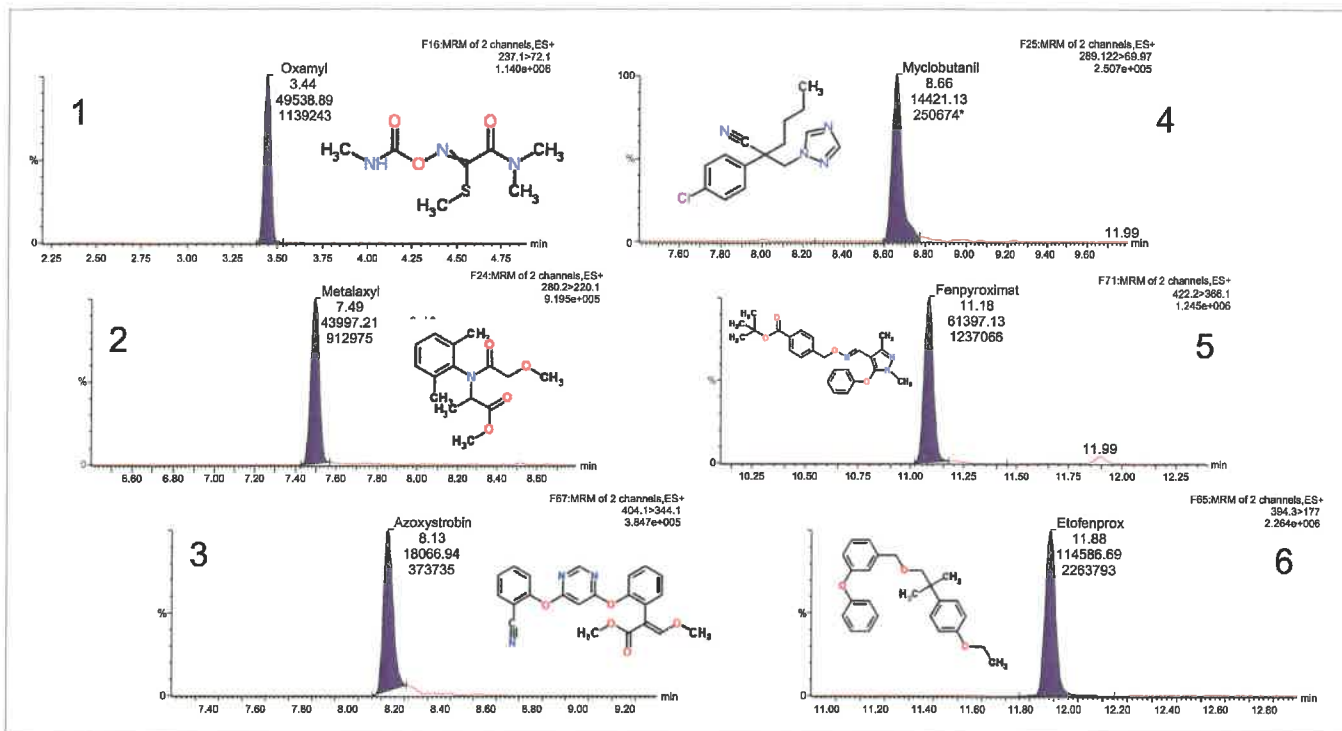 F16:MRM of 2 channels,ES+
237.1>72.1
1.140e+006
1
Oxamyl
3.44
49538.89
1139243
%
0
O
O
H₃C
NH
O
N
N
CH₃
CH₃
S
H₃C
2.25 2.50 2.75 3.00 3.25 3.50 3.75 4.00 4.25 4.50 4.75
min
F24:MRM of 2 channels,ES+
280.2>220.1
9.195e+005
2
Metalaxyl
7.49
43997.21
912975
%
0
CH₃
O
N
O
CH₃
CH₃
H₃C
O
O
H₃C
6.60 6.80 7.00 7.20 7.40 7.60 7.80 8.00 8.20 8.40 8.60
min
F67:MRM of 2 channels,ES+
404.1>344.1
3.847e+005
3
Azoxystrobin
8.13
18066.94
373735
%
0
N
N
O
O
N
H₃C
O
O
O
CH₃
7.40 7.60 7.80 8.00 8.20 8.40 8.60 8.80 9.00 9.20
min
F25:MRM of 2 channels,ES+
289.122>69.97
2.507e+005
4
Myclobutanil
8.66
14421.13
250674*
100
%
0
CH₃
N
N
N
N
Cl
11.99
7.60 7.80 8.00 8.20 8.40 8.60 8.80 9.00 9.20 9.40 9.60
min
F71:MRM of 2 channels,ES+
422.2>366.1
1.245e+006
5
Fenpyroximat
11.18
61397.13
1237066
%
0
H₃C
CH₃
H₃C
O
O
O
N
CH₃
N
N
CH₃
O
11.99
10.25 10.50 10.75 11.00 11.25 11.50 11.75 12.00 12.25
min
F65:MRM of 2 channels,ES+
394.3>177
2.264e+006
6
Etofenprox
11.88
114586.69
2263793
%
0
O
O
CH₃
H₃C
O
CH₃
11.00 11.20 11.40 11.60 11.80 12.00 12.20 12.40 12.60 12.80
min